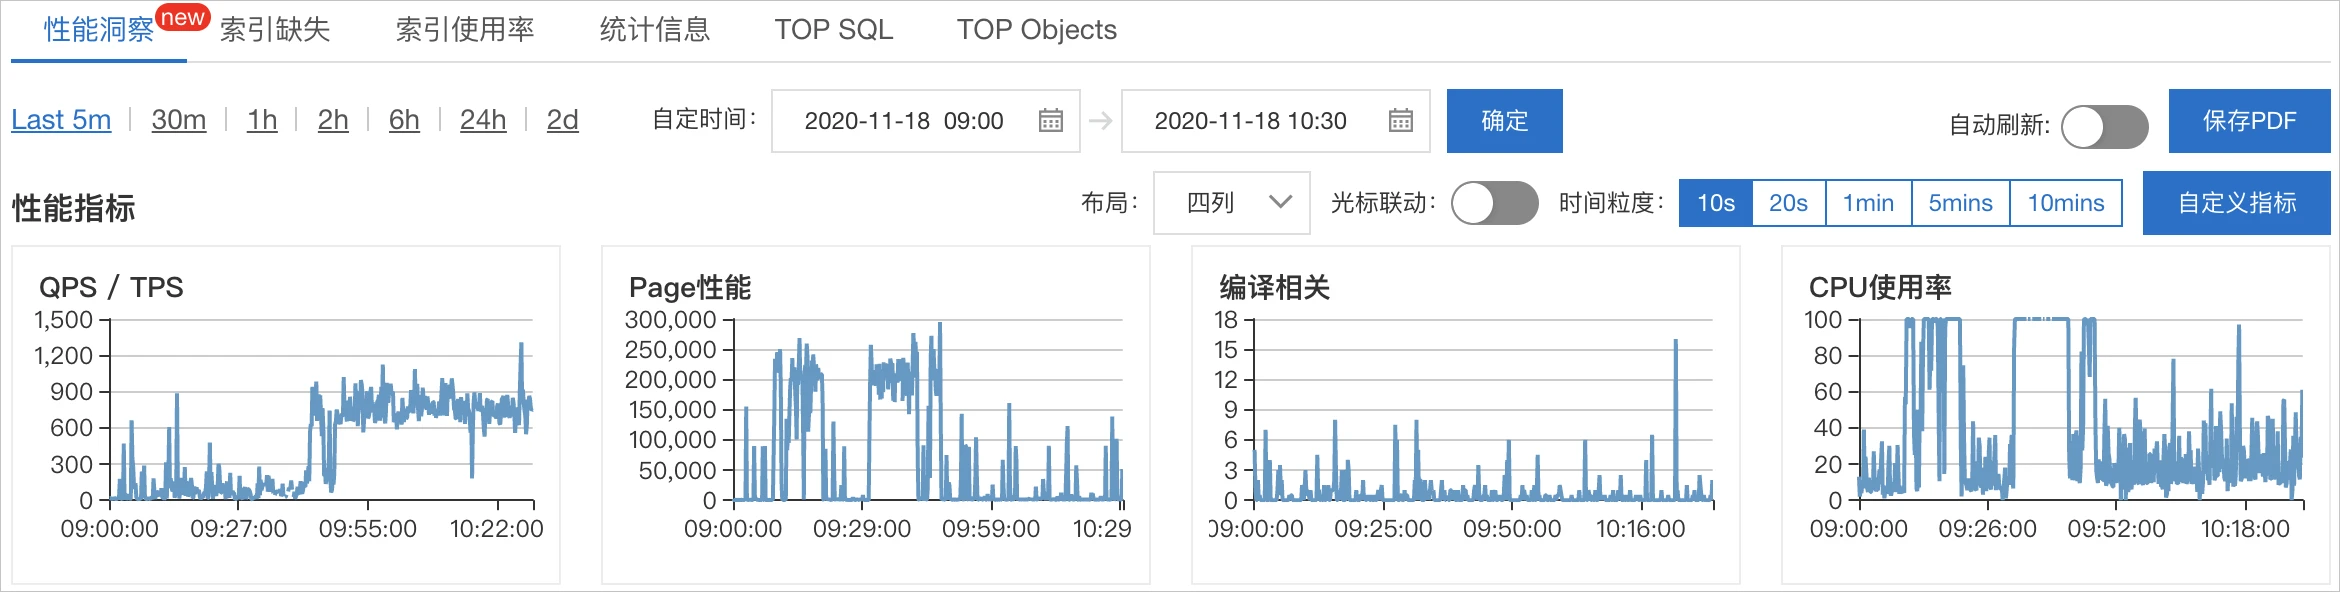 性能洞察 new 索引缺失 索引使用率 统计信息 TOP SQL TOP Objects
Last 5m 30m 1h 2h 6h 24h 2d 自定时间: 2020-11-18 09:00 2020-11-18 10:30 确定 自动刷新: 保存PDF
性能指标 布局: 四列 光标联动: 时间粒度: 10s 20s 1min 5mins 10mins 自定义指标
QPS / TPS
1,500
1,200
900
600
300
0
09:00:00 09:27:00 09:55:00 10:22:00
Page性能
300,000
250,000
200,000
150,000
100,000
50,000
0
09:00:00 09:29:00 09:59:00 10:29
编译相关
18
15
12
9
6
3
0
09:00:00 09:25:00 09:50:00 10:16:00
CPU使用率
100
80
60
40
20
0
09:00:00 09:26:00 09:52:00 10:18:00